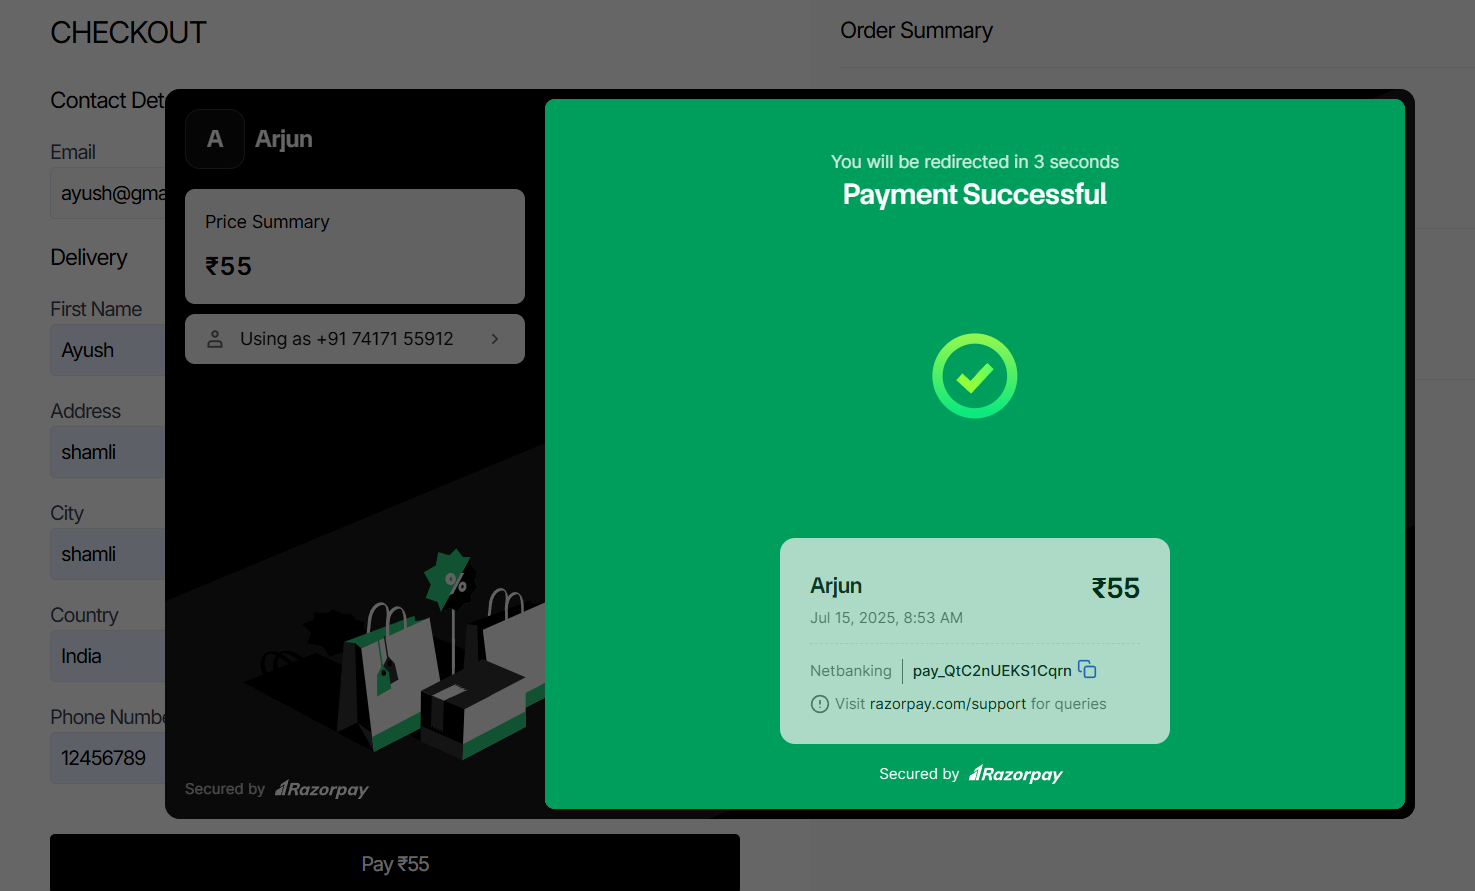 CHECKOUT
Order Summary
Contact Det
Email
ayush@gma
Delivery
First Name
Ayush
Address
shamli
City
shamli
Country
India
Phone Numbe
12456789
Pay ₹55
A
Arjun
Price Summary
₹55
Using as +91 74171 55912
%
Secured by Razorpay
You will be redirected in 3 seconds
Payment Successful
Arjun ₹55
Jul 15, 2025, 8:53 AM
Netbanking | pay_QtC2nUEKS1Cqrn
Visit razorpay.com/support for queries
Secured by Razorpay